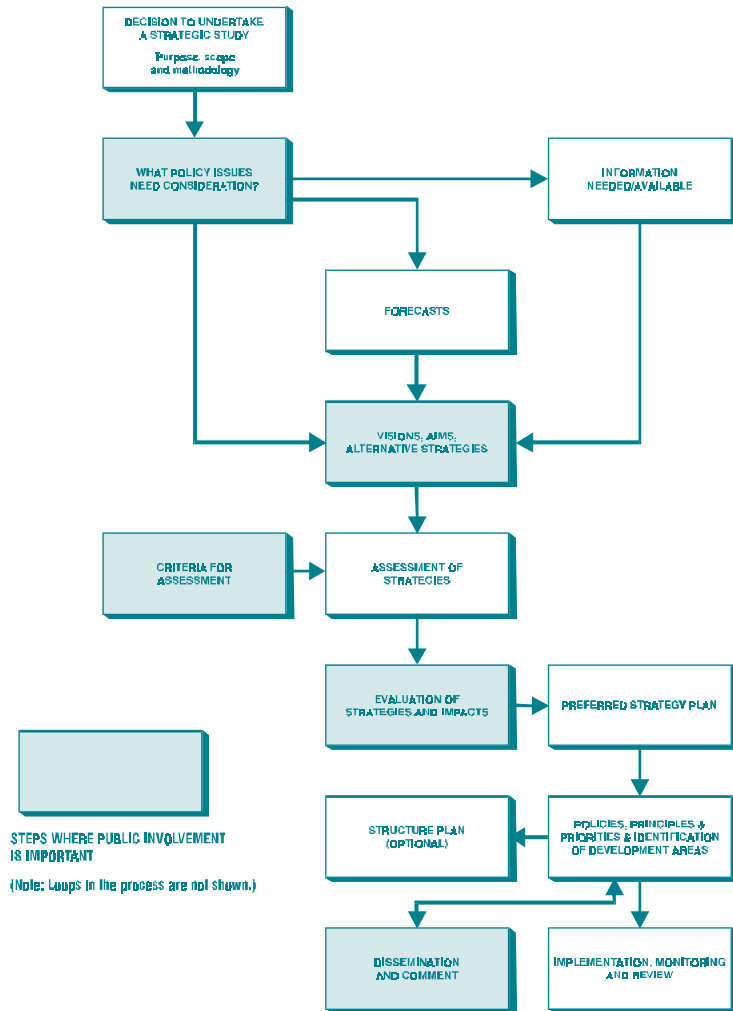 DECISION TO UNDERTAKE
A STRATEGIC STUDY
Purpose, scope
and methodology
WHAT POLICY ISSUES
NEED CONSIDERATION?
INFORMATION
NEEDED/AVAILABLE
FORECASTS
VISIONS, AIMS,
ALTERNATIVE STRATEGIES
CRITERIA FOR
ASSESSMENT
ASSESSMENT OF
STRATEGIES
EVALUATION OF
STRATEGIES AND IMPACTS
PREFERRED STRATEGY PLAN
STRUCTURE PLAN
(OPTIONAL)
POLICIES, PRINCIPLES &
PRIORITIES & IDENTIFICATION
OF DEVELOPMENT AREAS
STEPS WHERE PUBLIC INVOLVEMENT
IS IMPORTANT
(Note: Loops in the process are not shown.)
DISSEMINATION
AND COMMENT
IMPLEMENTATION, MONITORING
AND REVIEW